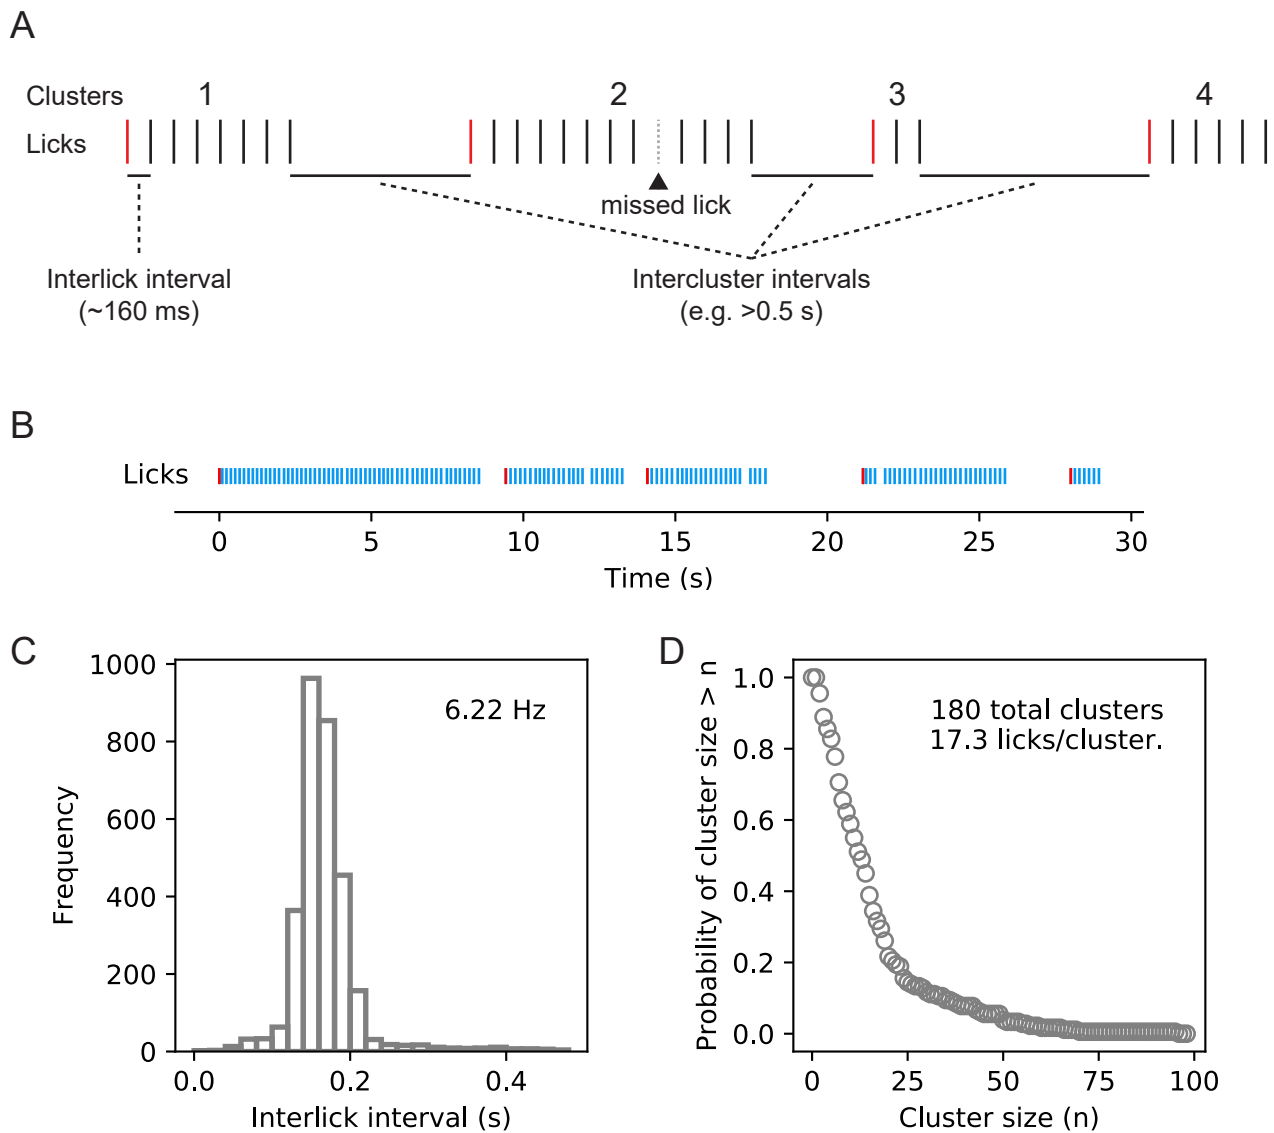 A
Clusters 1 2 3 4
Licks
missed lick
Interlick interval
(~160 ms)
Intercluster intervals
(e.g. >0.5 s)
B
Licks
0 5 10 15 20 25 30
Time (s)
C
1000
800
600
400
200
0
Frequency
6.22 Hz
0.0 0.2 0.4
Interlick interval (s)
D
1.0
0.8
0.6
0.4
0.2
0.0
Probability of cluster size > n
180 total clusters
17.3 licks/cluster.
0 25 50 75 100
Cluster size (n)